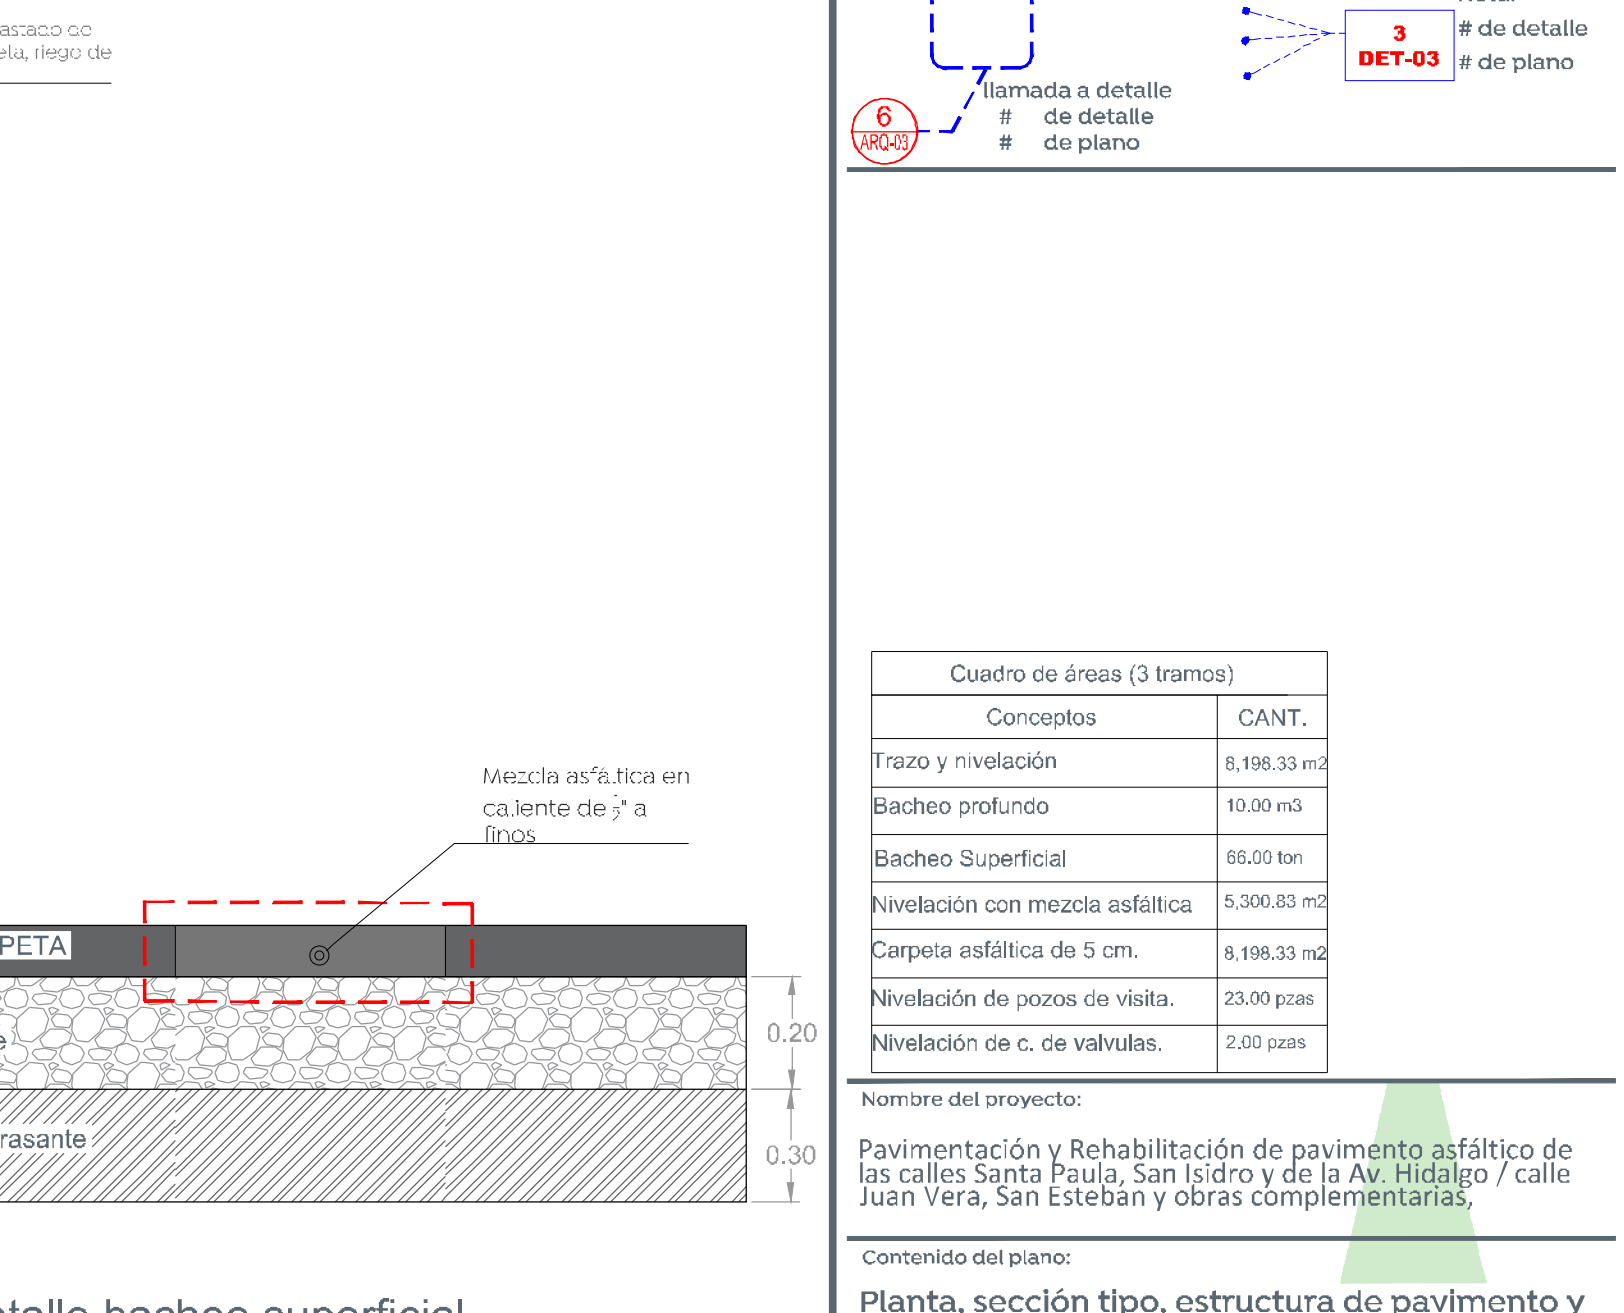 eta, riego de
Mezcla asfáltica en
caliente de ½" a
finos
PETA
rasante
0.20
0.30
detalle bacheo superficial
3
DET-03
# de detalle
# de plano
llamada a detalle
# de detalle
# de plano
6
ARQ-03
Cuadro de áreas (3 tramos)
Conceptos CANT.
Trazo y nivelación 8,198.33 m2
Bacheo profundo 10.00 m3
Bacheo Superficial 66.00 ton
Nivelación con mezcla asfáltica 5,300.83 m2
Carpeta asfáltica de 5 cm. 8,198.33 m2
Nivelación de pozos de visita. 23.00 pzas
Nivelación de c. de valvulas. 2.00 pzas
Nombre del proyecto:
Pavimentación y Rehabilitación de pavimento asfáltico de
las calles Santa Paula, San Isidro y de la Av. Hidalgo / calle
Juan Vera, San Esteban y obras complementarias,
Contenido del plano:
Planta, sección tipo, estructura de pavimento y